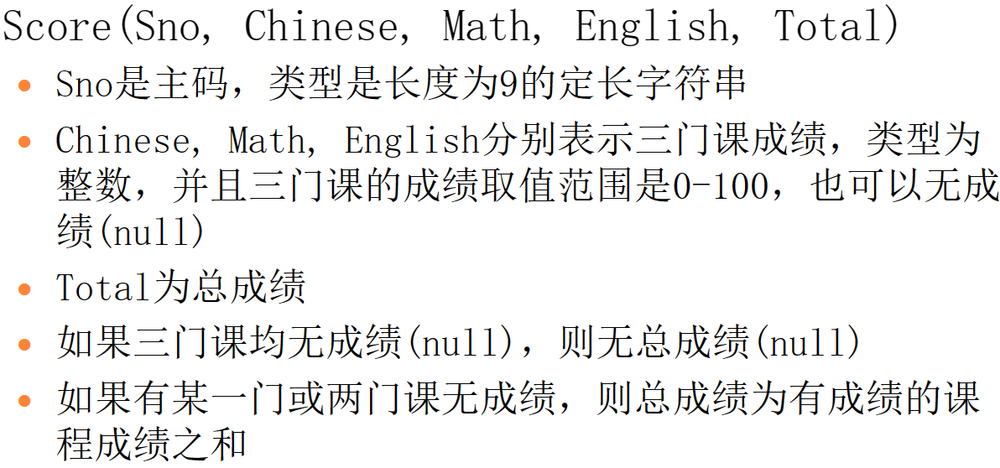 Score(Sno, Chinese, Math, English, Total)
Sno是主码，类型是长度为9的定长字符串
Chinese, Math, English分别表示三门课成绩，类型为
整数，并且三门课的成绩取值范围是0-100，也可以无成
绩(null)
Total为总成绩
如果三门课均无成绩(null)，则无总成绩(null)
如果有某一门或两门课无成绩，则总成绩为有成绩的课
程成绩之和